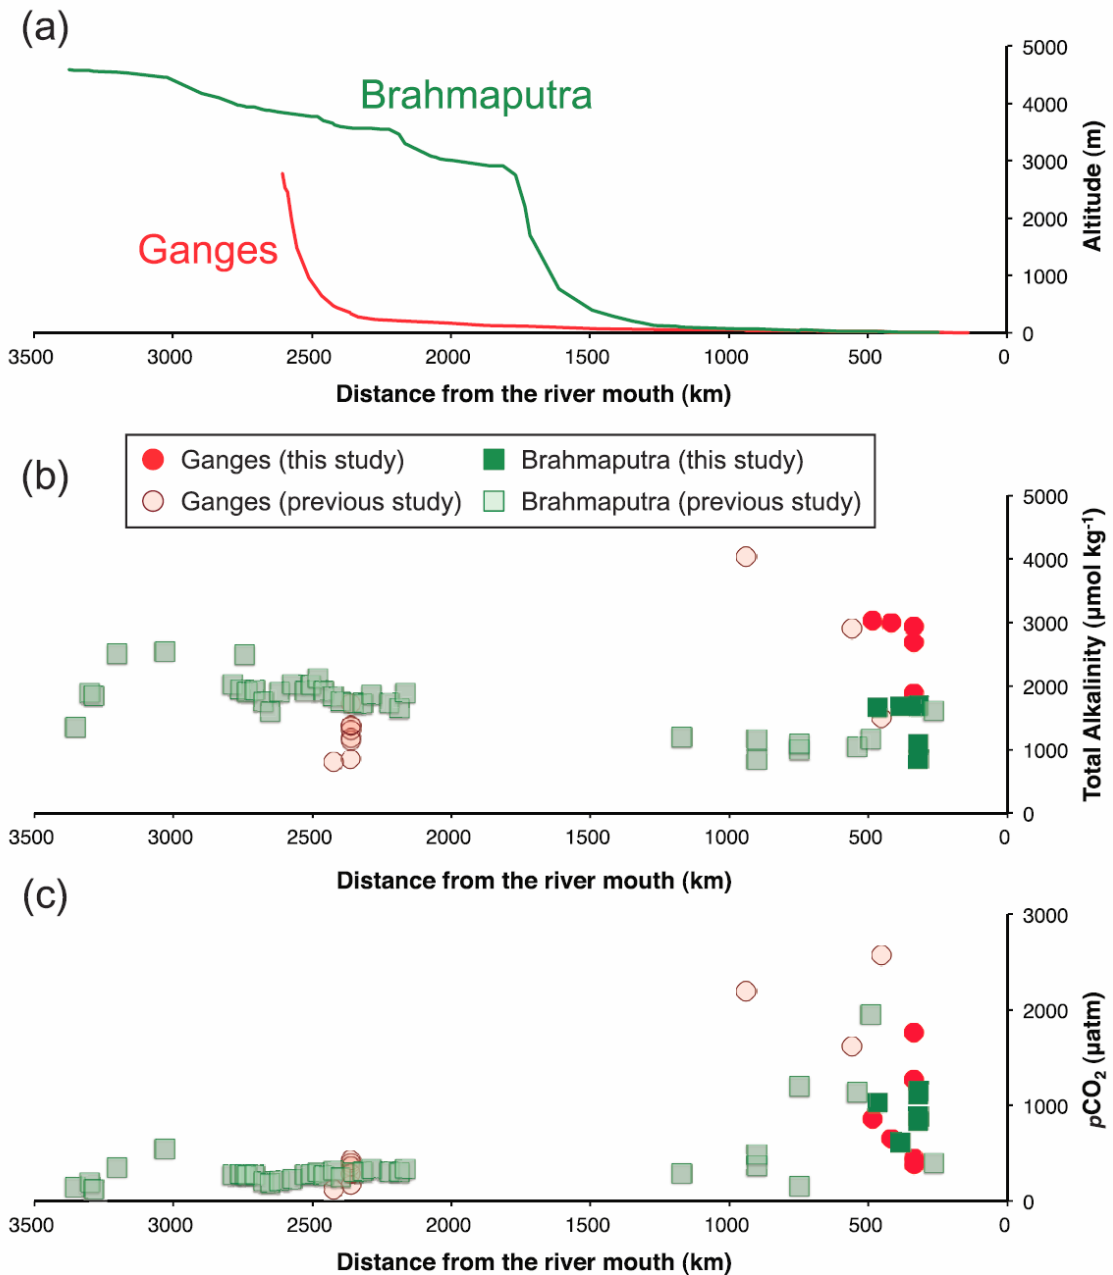 (a)
5000
Brahmaputra
4000
3000
Altitude (m)
2000
Ganges
1000
0
3500 3000 2500 2000 1500 1000 500 0
Distance from the river mouth (km)
(b)
Ganges (this study) Brahmaputra (this study)
Ganges (previous study) Brahmaputra (previous study)
5000
4000
3000
2000
1000
0
Total Alkalinity (µmol kg⁻¹)
3500 3000 2500 2000 1500 1000 500 0
Distance from the river mouth (km)
(c)
3000
2000
1000
0
pCO₂ (µatm)
3500 3000 2500 2000 1500 1000 500 0
Distance from the river mouth (km)